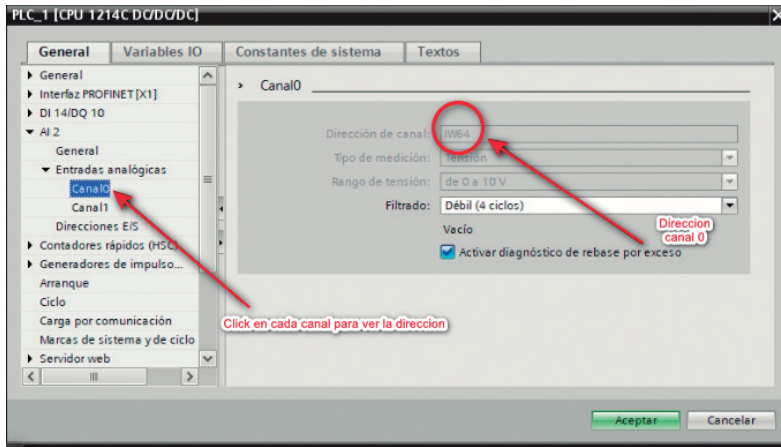 PLC_1 [CPU 1214C DC/DC/DC]
General
Variables IO
Constantes de sistema
Textos
General
Interfaz PROFINET [X1]
DI 14/DQ 10
AI 2
General
Entradas analógicas
Canal0
Canal1
Direcciones E/S
Contadores rápidos (HSC)
Generadores de impulso...
Arranque
Ciclo
Carga por comunicación
Marcas de sistema y de ciclo
Servidor web
Canal0
Dirección de canal: IW64
Tipo de medición: Tensión
Rango de tensión: de 0 a 10 V
Filtrado: Débil (4 ciclos)
Vacío
Activar diagnóstico de rebase por exceso
Direccion
canal 0
Click en cada canal para ver la direccion
Aceptar
Cancelar